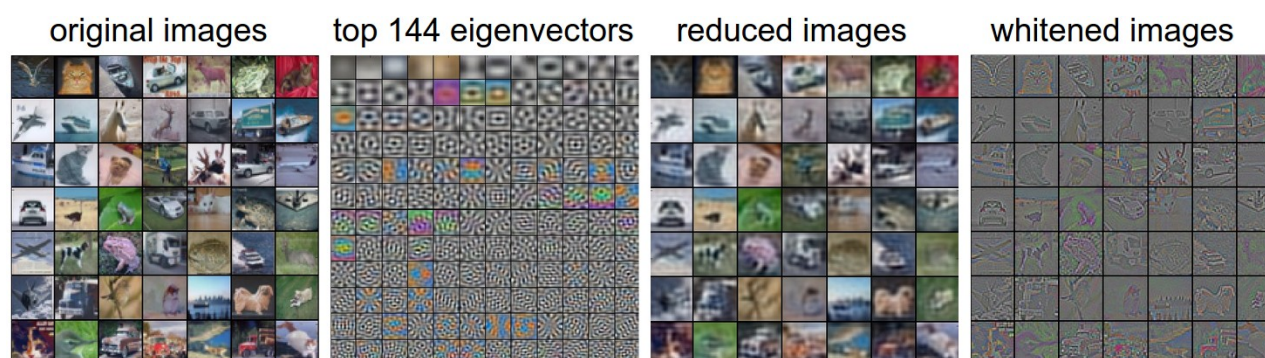 original images
top 144 eigenvectors
reduced images
whitened images